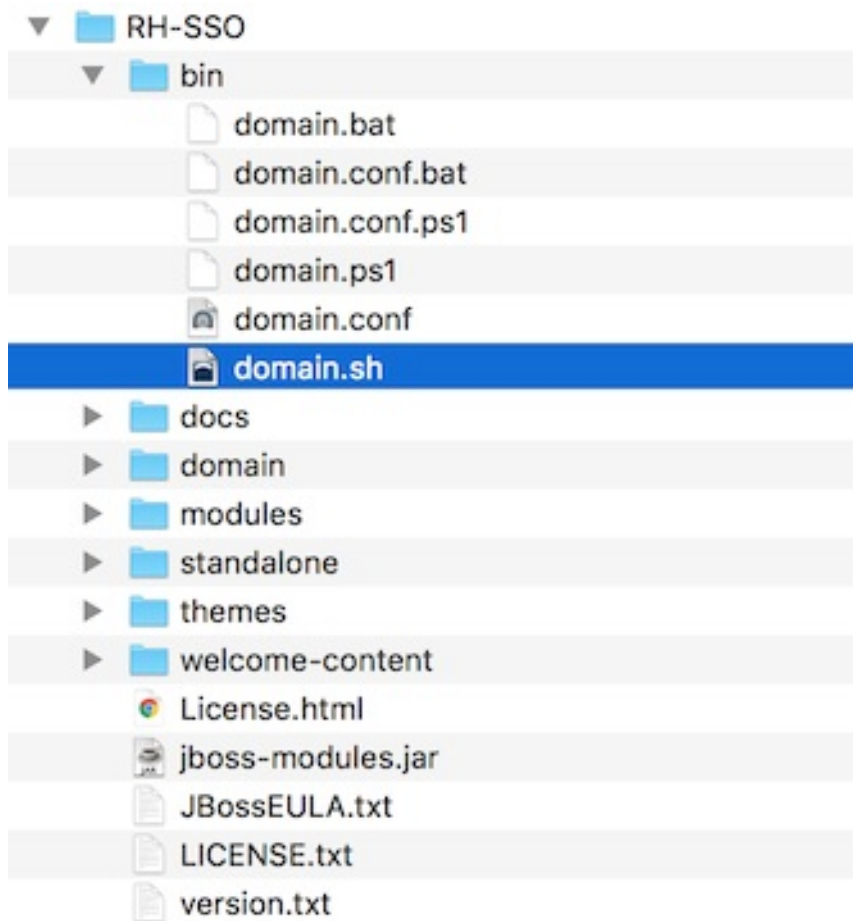 RH-SSO
bin
domain.bat
domain.conf.bat
domain.conf.ps1
domain.ps1
domain.conf
domain.sh
docs
domain
modules
standalone
themes
welcome-content
License.html
jboss-modules.jar
JBossEULA.txt
LICENSE.txt
version.txt